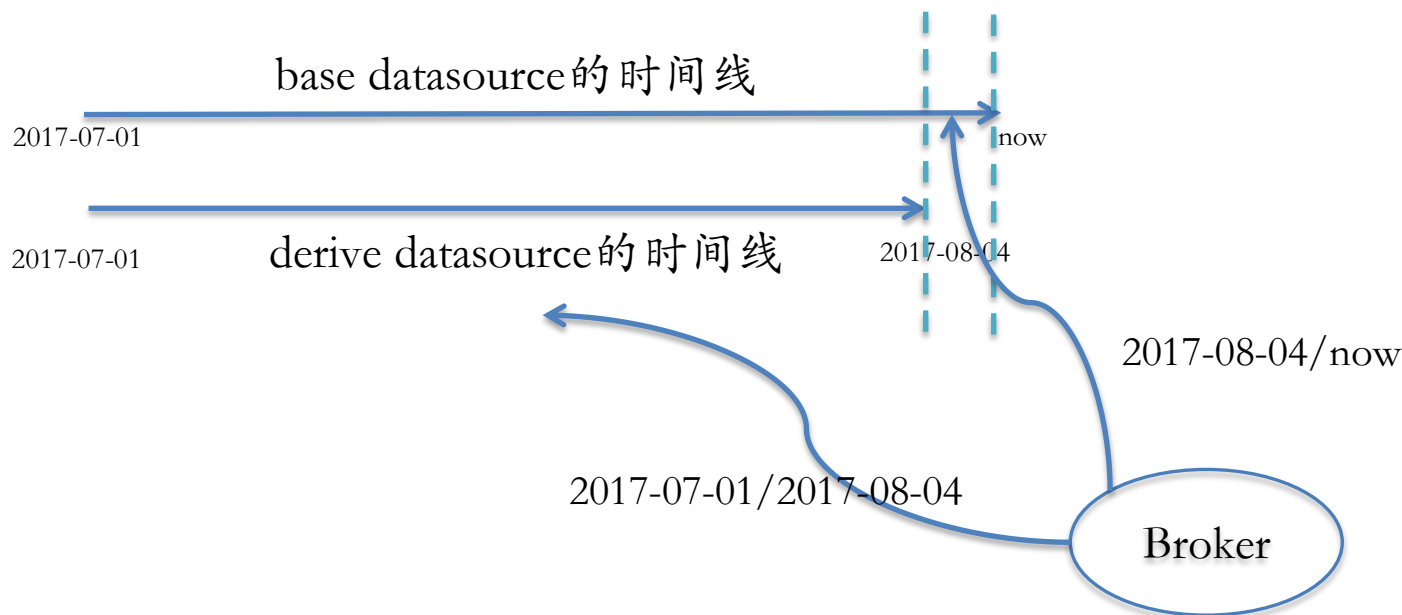 base datasource的时间线
2017-07-01
now
derive datasource的时间线
2017-07-01
2017-08-04
2017-08-04/now
2017-07-01/2017-08-04
Broker